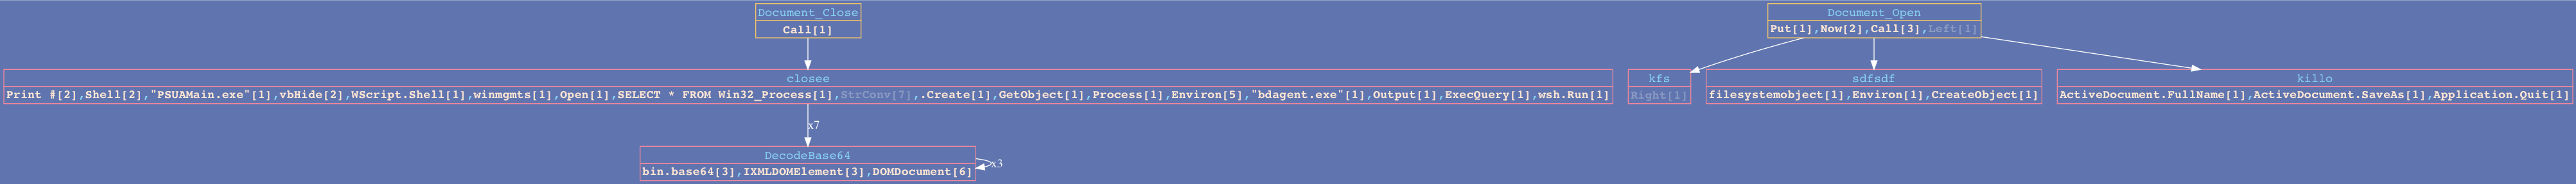 Document_Close
Call[1]
Document_Open
Put[1],Now[2],Call[3],Left[1]
closee
Print #[2],Shell[2],"PSUAMain.exe"[1],vbHide[2],WScript.Shell[1],winmgmts[1],Open[1],SELECT * FROM Win32_Process[1],StrConv[7],.Create[1],GetObject[1],Process[1],Environ[5],"bdagent.exe"[1],Output[1],ExecQuery[1],wsh.Run[1]
kfs
Right[1]
sdfsdf
filesystemobject[1],Environ[1],CreateObject[1]
killo
ActiveDocument.FullName[1],ActiveDocument.SaveAs[1],Application.Quit[1]
x7
DecodeBase64
bin.base64[3],IXMLDOMElement[3],DOMDocument[6]
x3